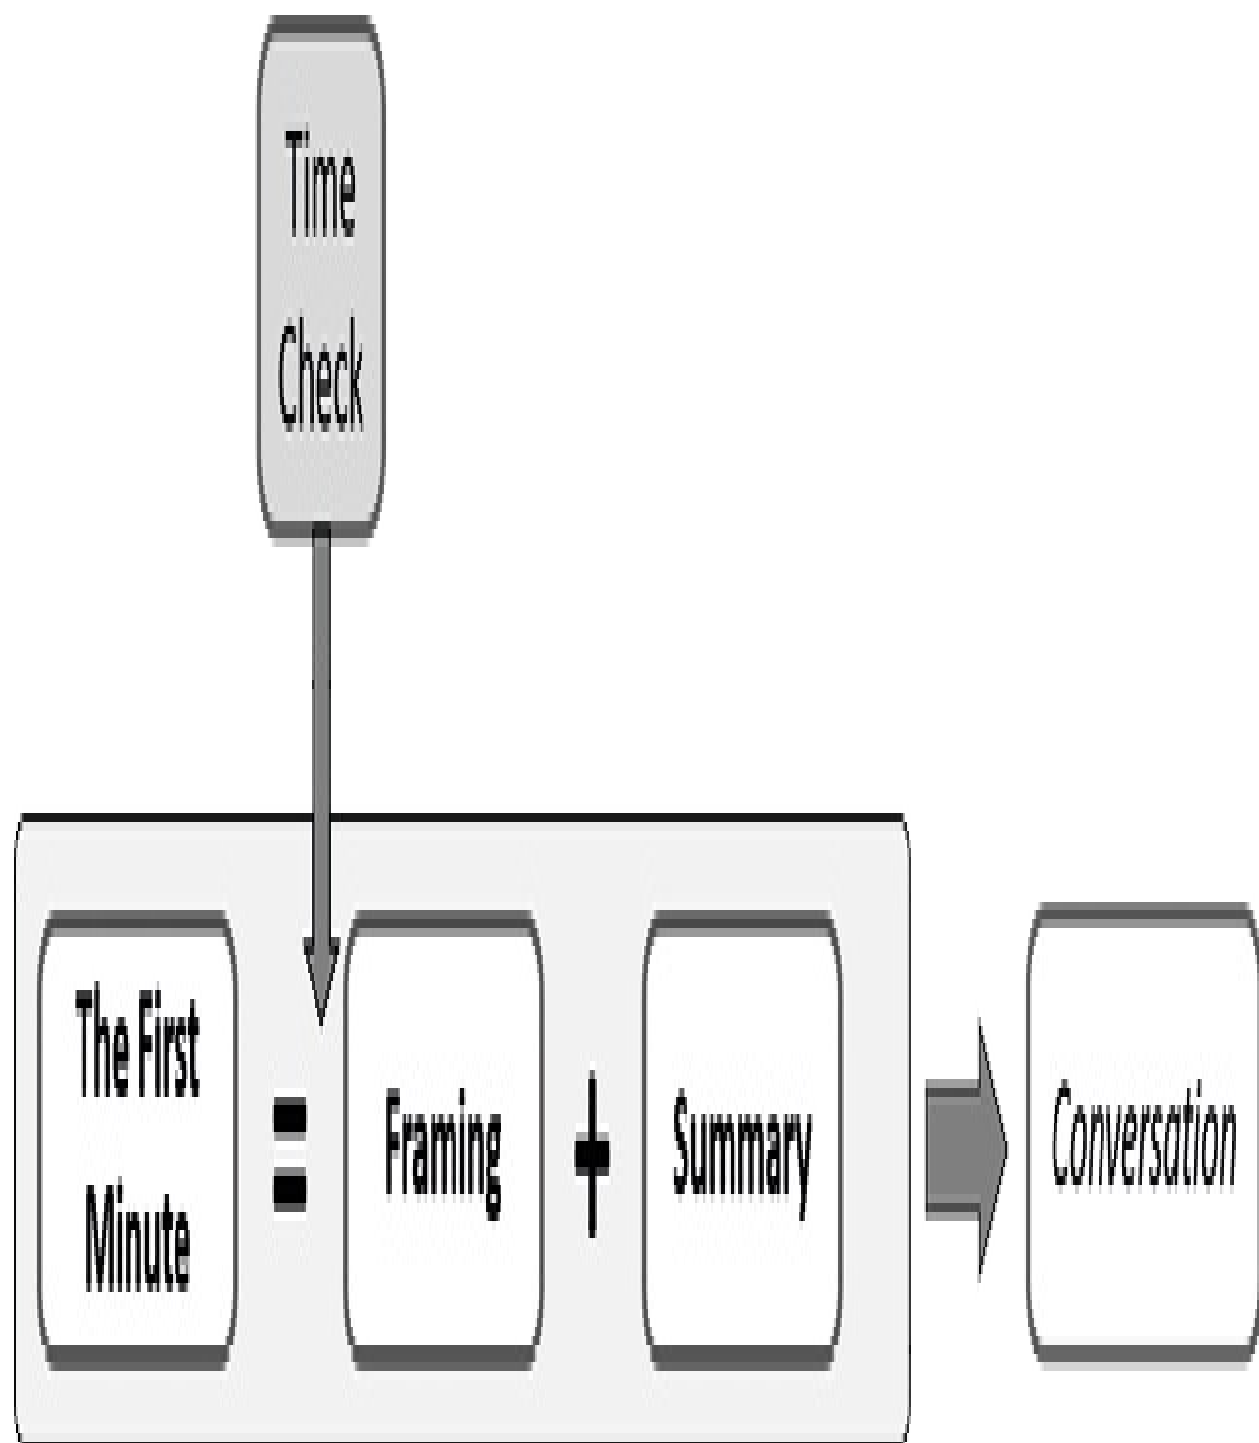 Time
Check
The First
Minute
=
Framing
+
Summary
Conversation